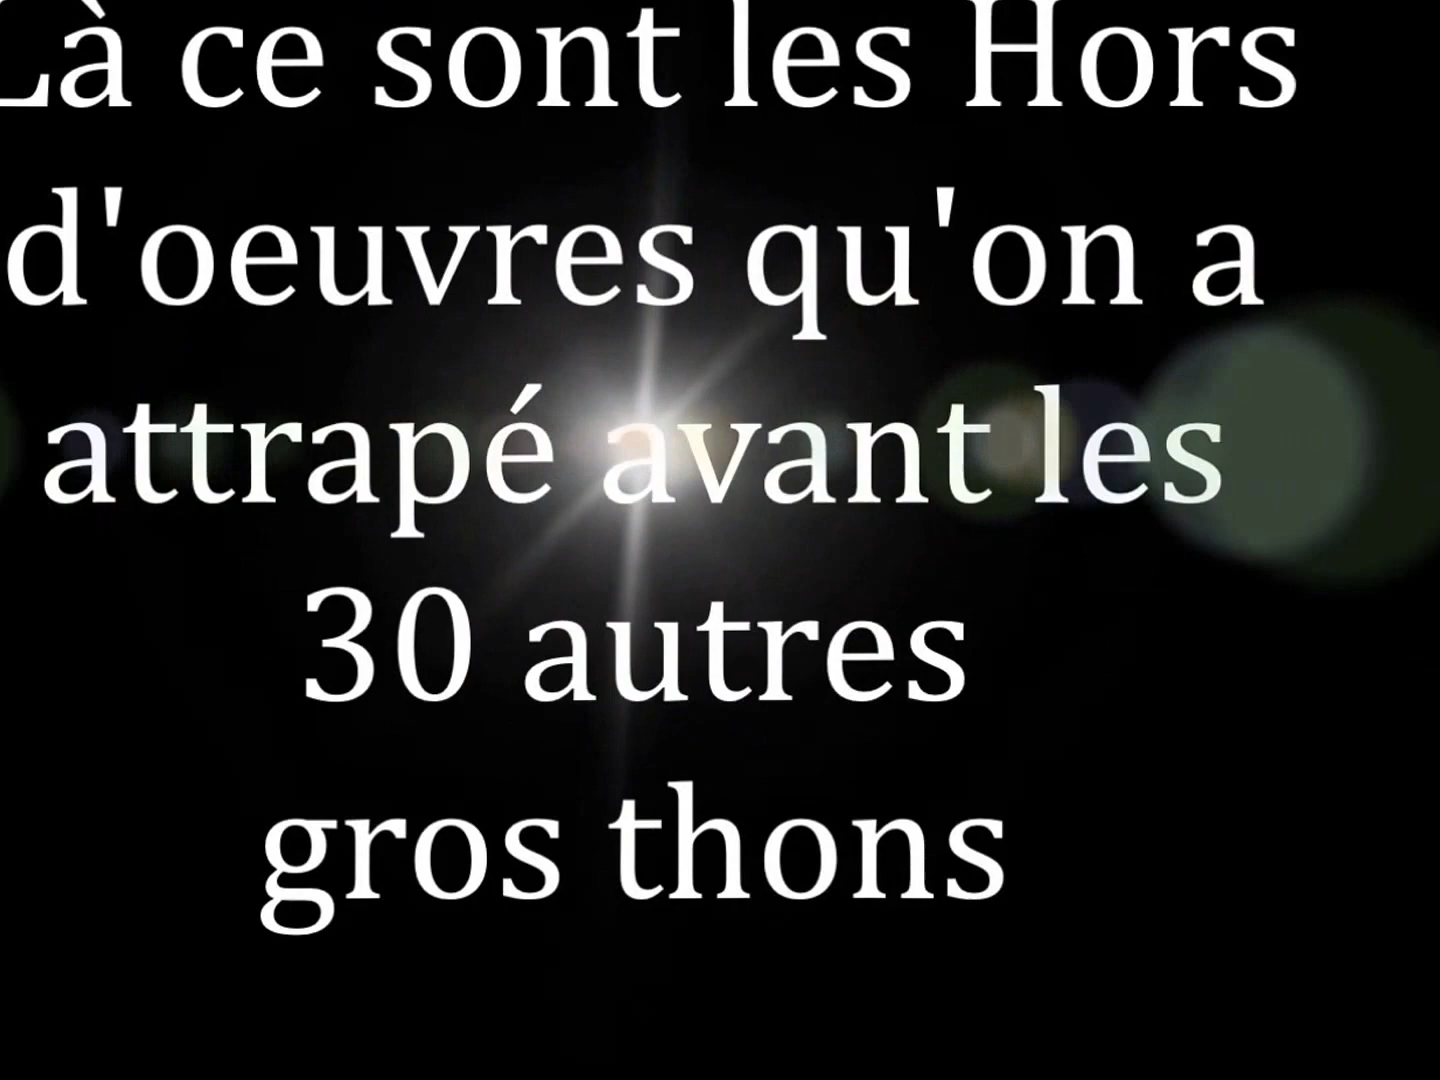 Là ce sont les Hors
d'oeuvres qu'on a
attrapé avant les
30 autres
gros thons